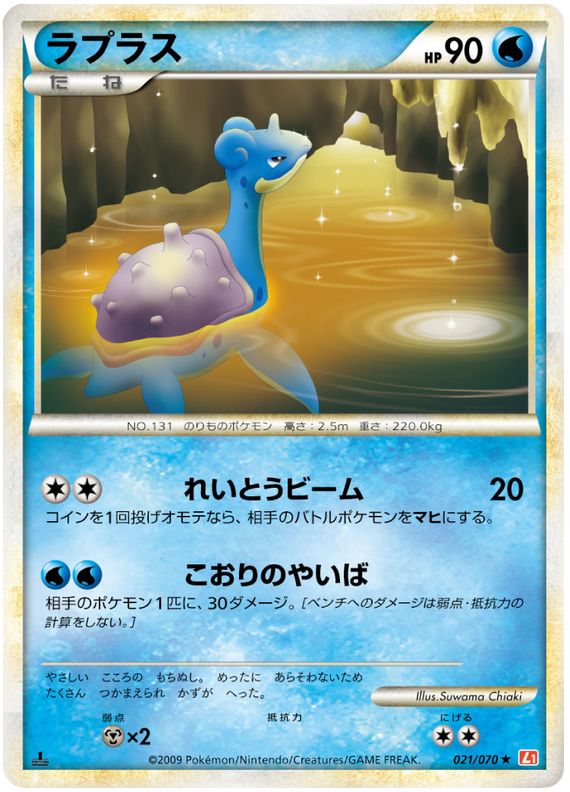 ラプラス
HP 90
たね
NO.131 のりものポケモン 高さ:2.5m 重さ:220.0kg
れいとうビーム 20
コインを1回投げオモテなら、相手のバトルポケモンをマヒにする。
こおりのやいば
相手のポケモン1匹に、30ダメージ。[ベンチへのダメージは弱点・抵抗力の
計算をしない。]
やさしい こころの もちぬし。 めったに あらそわないため
たくさん つかまえられ かずが へった。
Illus.Suwama Chiaki
弱点 抵抗力 にげる
×2
1 EDITION
©2009 Pokémon/Nintendo/Creatures/GAME FREAK. 021/070 ★ L1